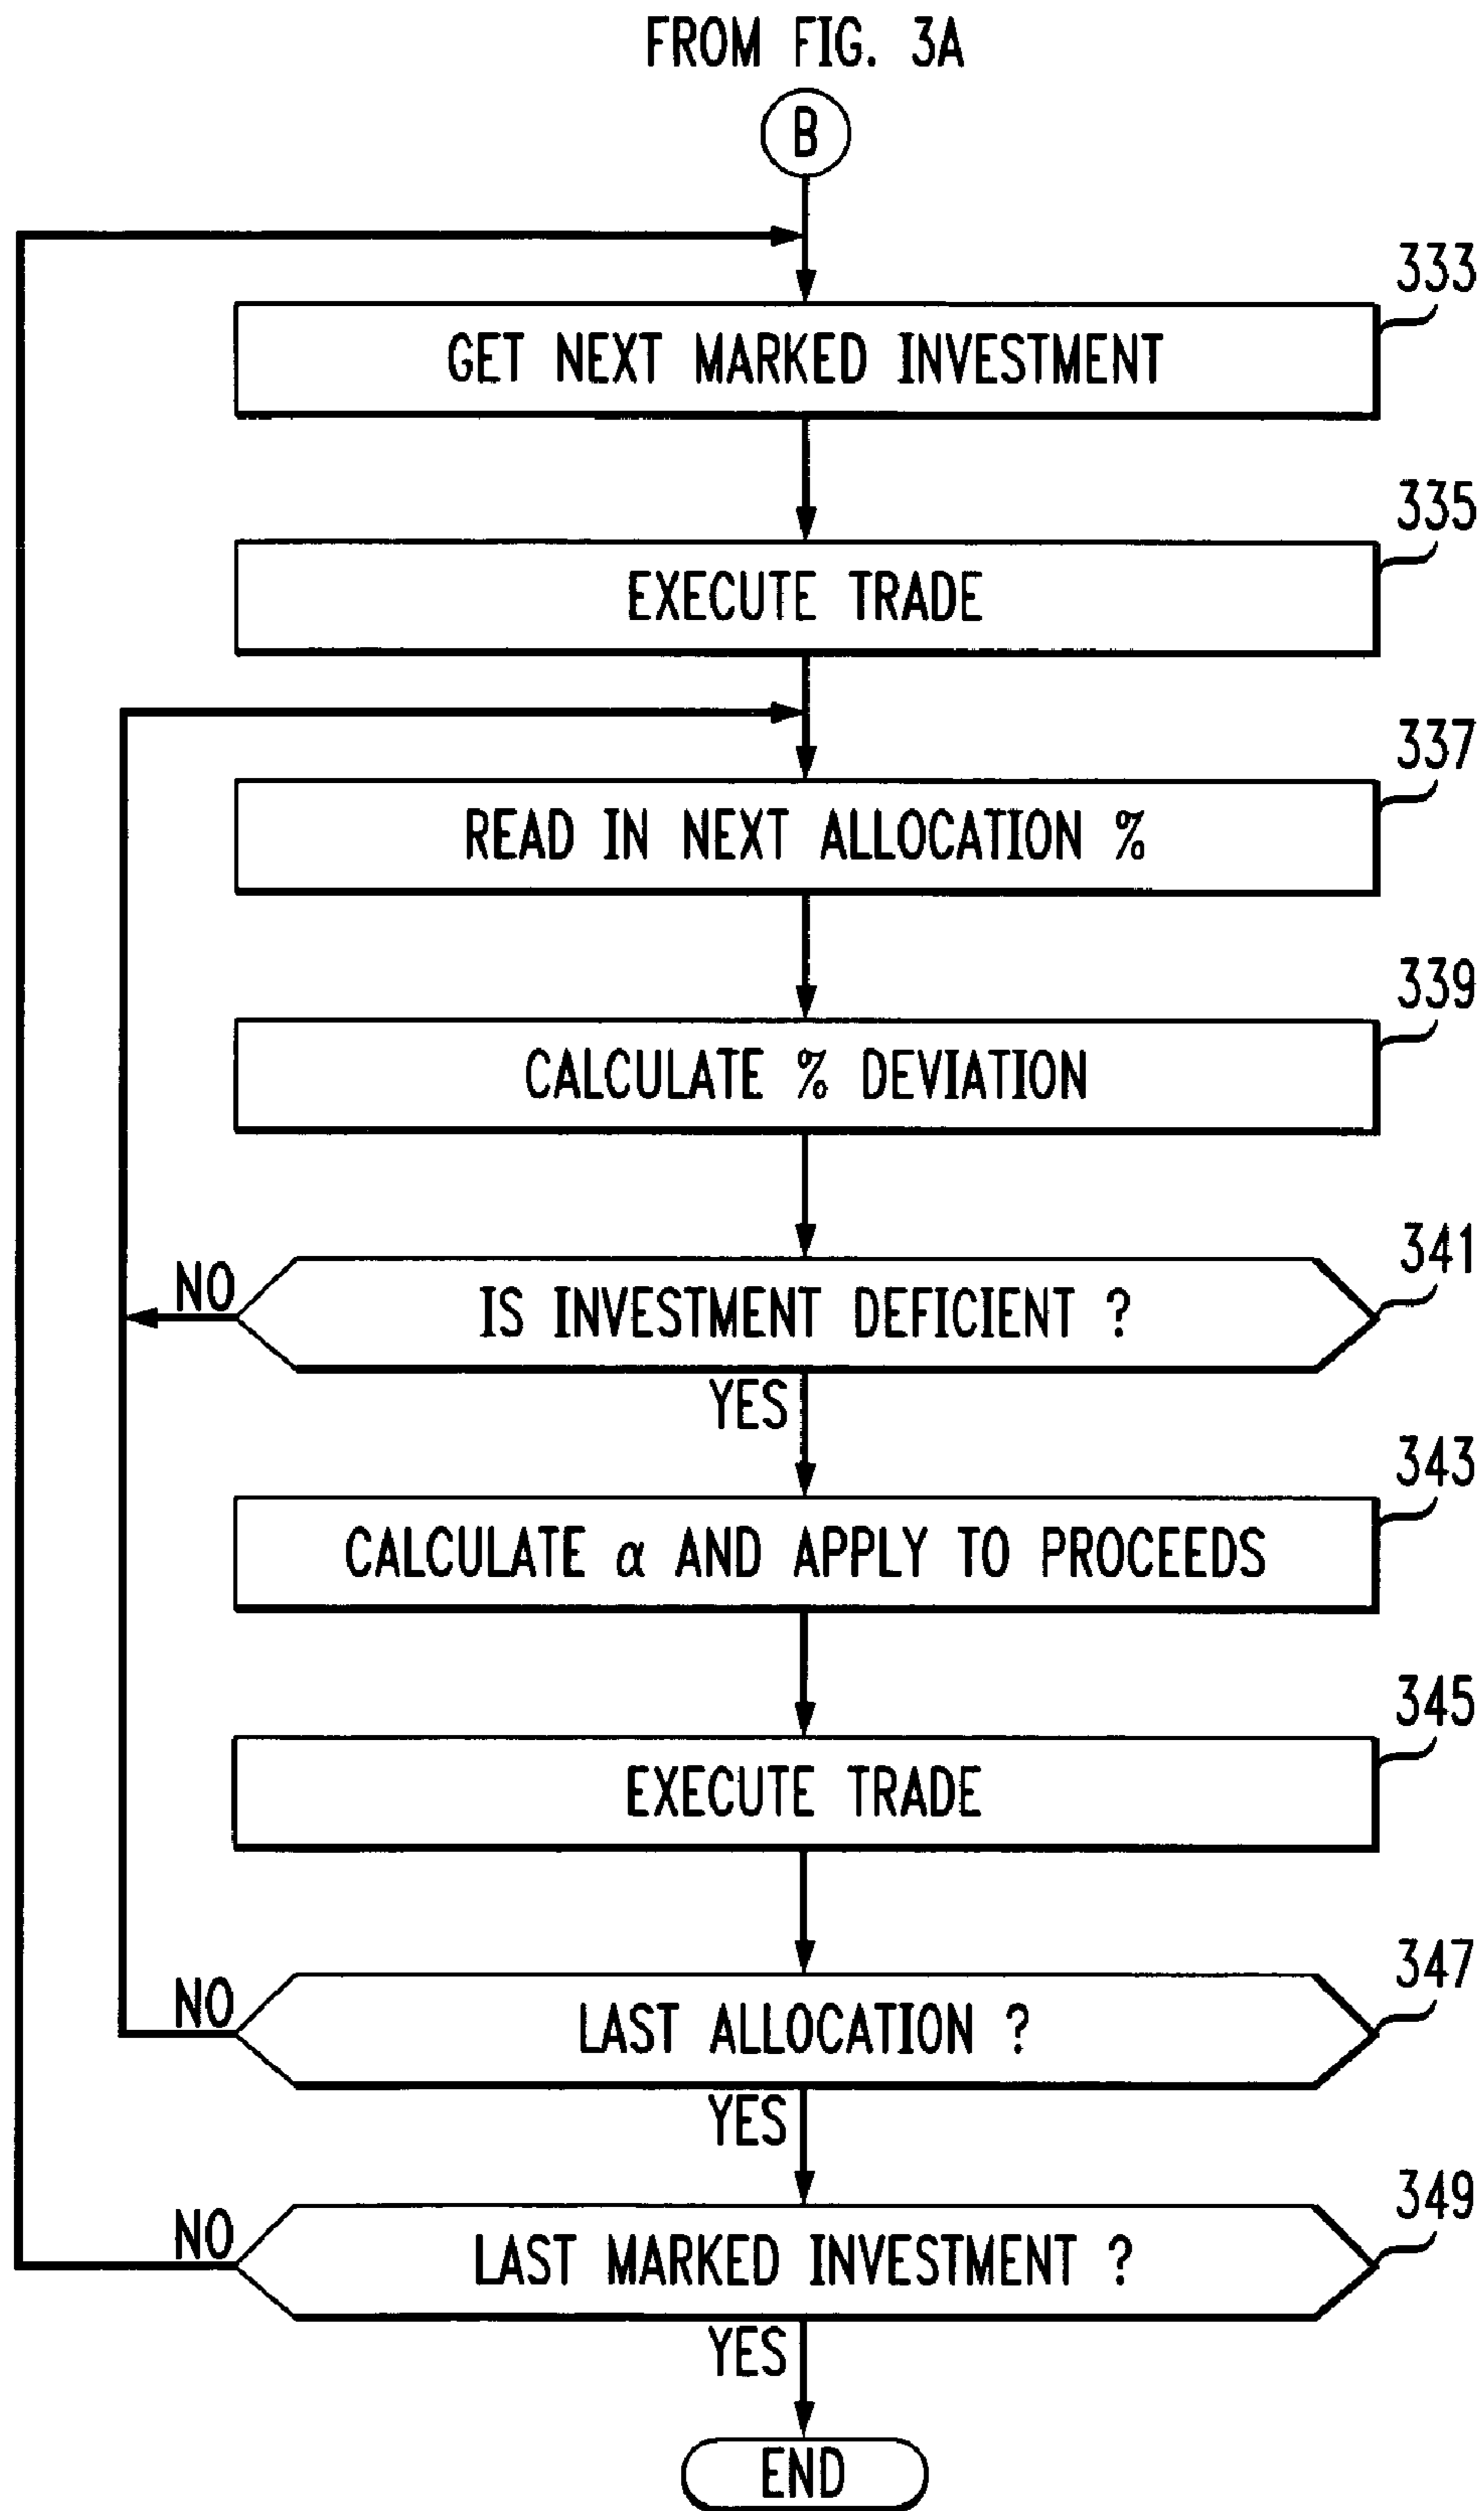 FROM FIG. 3A
B
333
GET NEXT MARKED INVESTMENT
335
EXECUTE TRADE
337
READ IN NEXT ALLOCATION %
339
CALCULATE % DEVIATION
341
NO
IS INVESTMENT DEFICIENT ?
YES
343
CALCULATE α AND APPLY TO PROCEEDS
345
EXECUTE TRADE
347
NO
LAST ALLOCATION ?
YES
349
NO
LAST MARKED INVESTMENT ?
YES
END